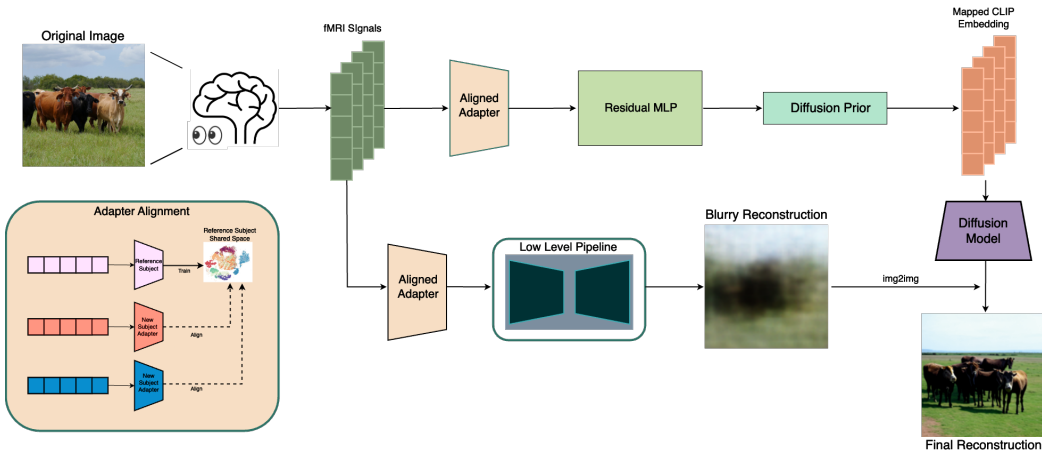 Original Image
fMRI SIgnals
Aligned
Adapter
Residual MLP
Diffusion Prior
Mapped CLIP
Embedding
Adapter Alignment
Reference Subject
Shared Space
Reference
Subject
Train
New
Subject
Adapter
Align
New
Subject
Adapter
Align
Aligned
Adapter
Low Level Pipeline
Blurry Reconstruction
img2img
Diffusion
Model
Final Reconstruction